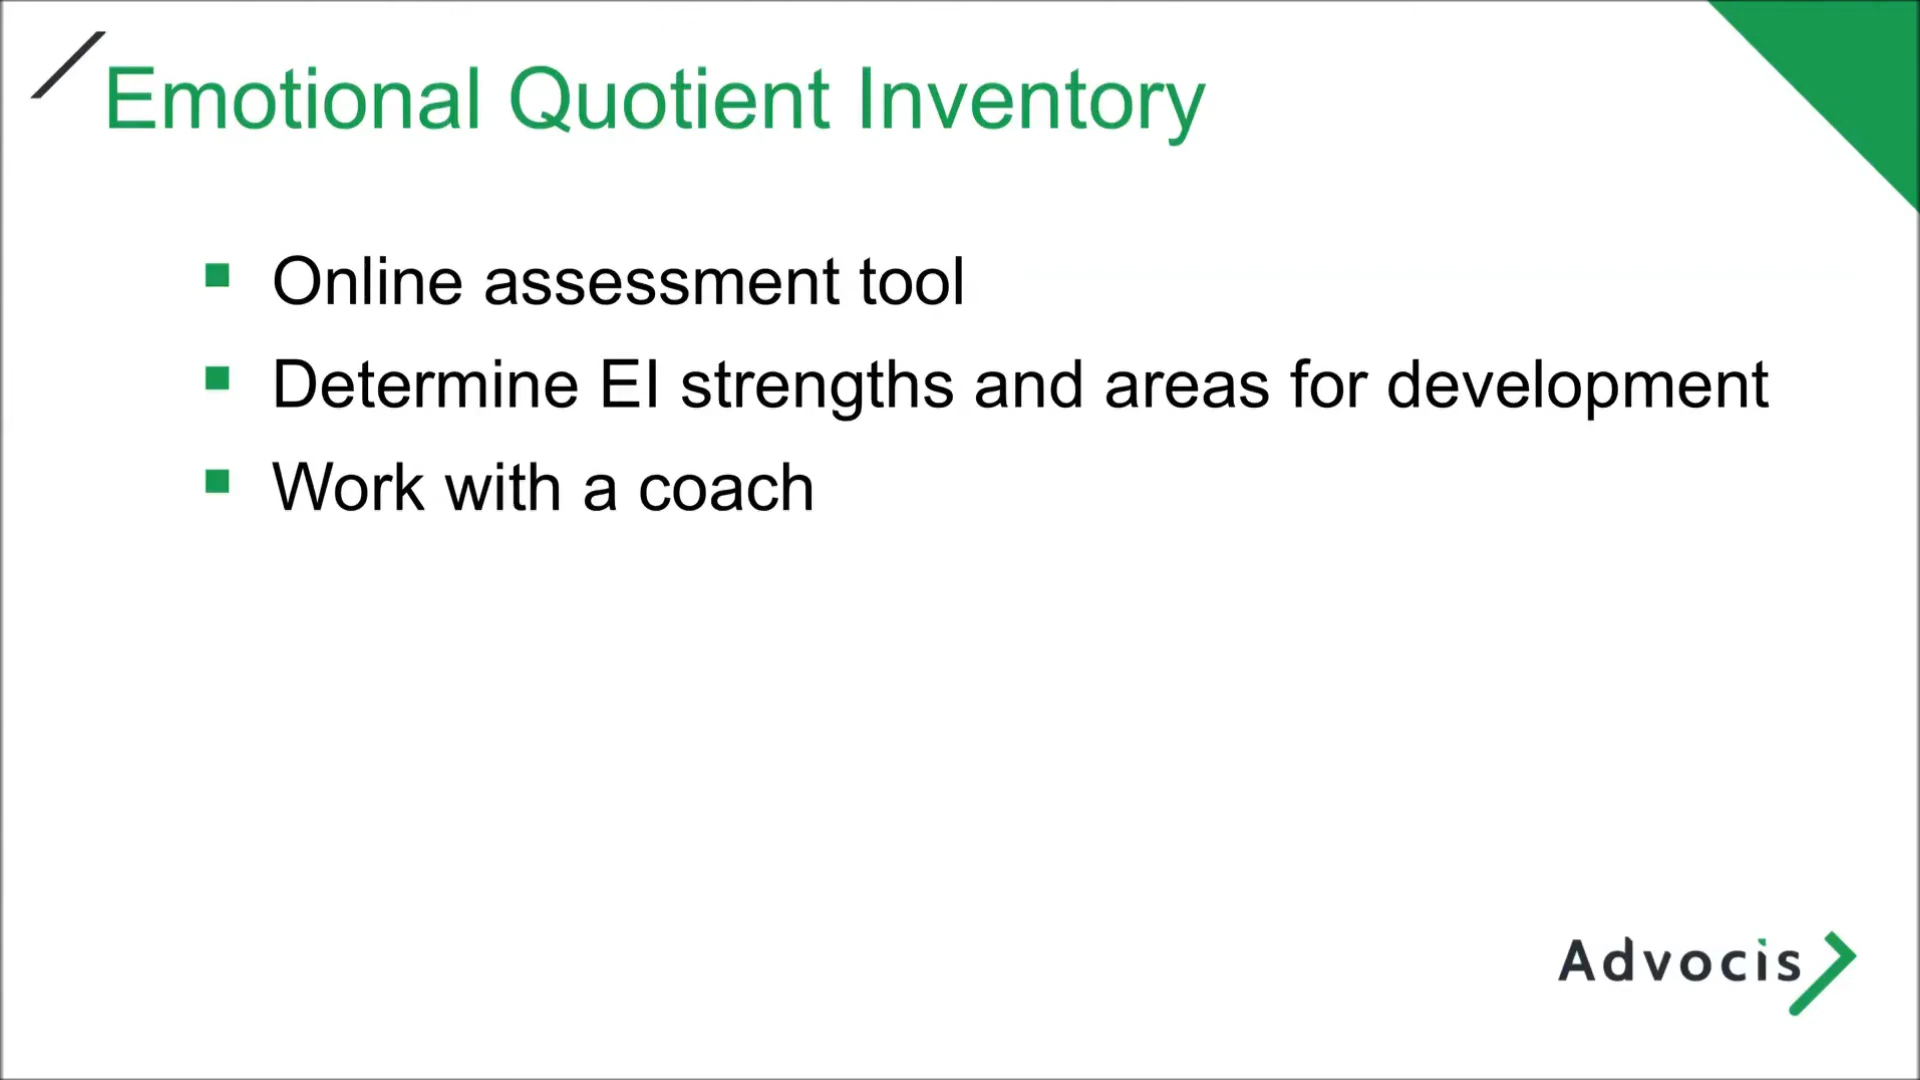 Emotional Quotient Inventory
Online assessment tool
Determine EI strengths and areas for development
Work with a coach
Advocis